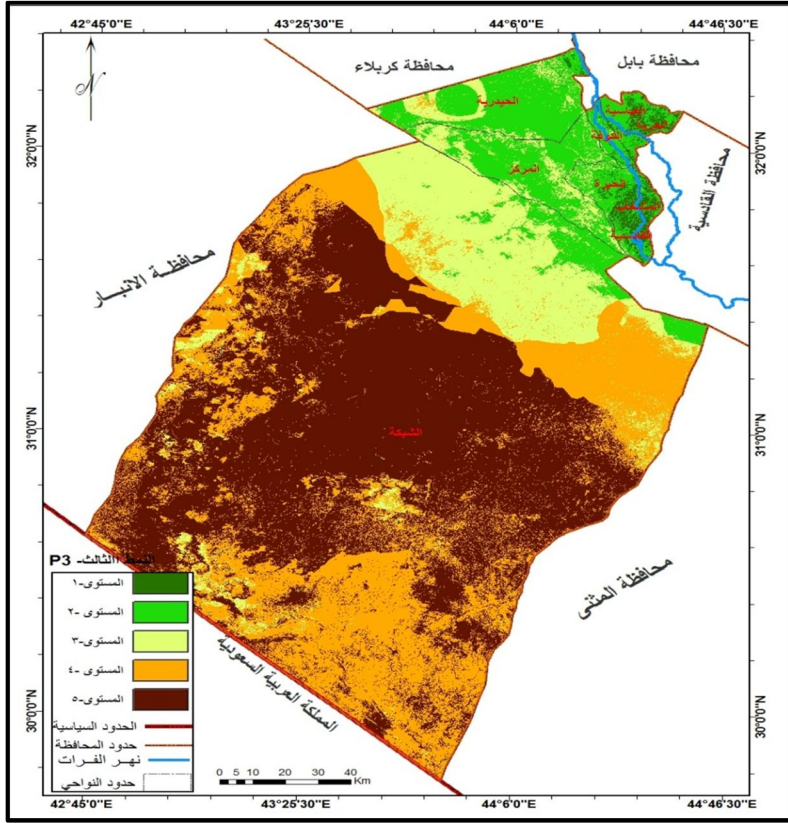 42°45'0"E
43°25'30"E
44°6'0"E
44°46'30"E
N
محافظة كربلاء
محافظة بابل
الحيدرية
العباسية
المركز
الحيرة
محافظة القادسية
محافظة الانبار
الشبكة
محافظة المثنى
المملكة العربية السعودية
32°0'0"N
32°0'0"N
31°0'0"N
31°0'0"N
30°0'0"N
30°0'0"N
النمط الثالث- P3
المستوى-١
المستوى -٢
المستوى-٣
المستوى -٤
المستوى-٥
الحدود السياسية
حدود المحافظة
نهر الفرات
حدود النواحي
0 5 10 20 30 40
Km
42°45'0"E
43°25'30"E
44°6'0"E
44°46'30"E